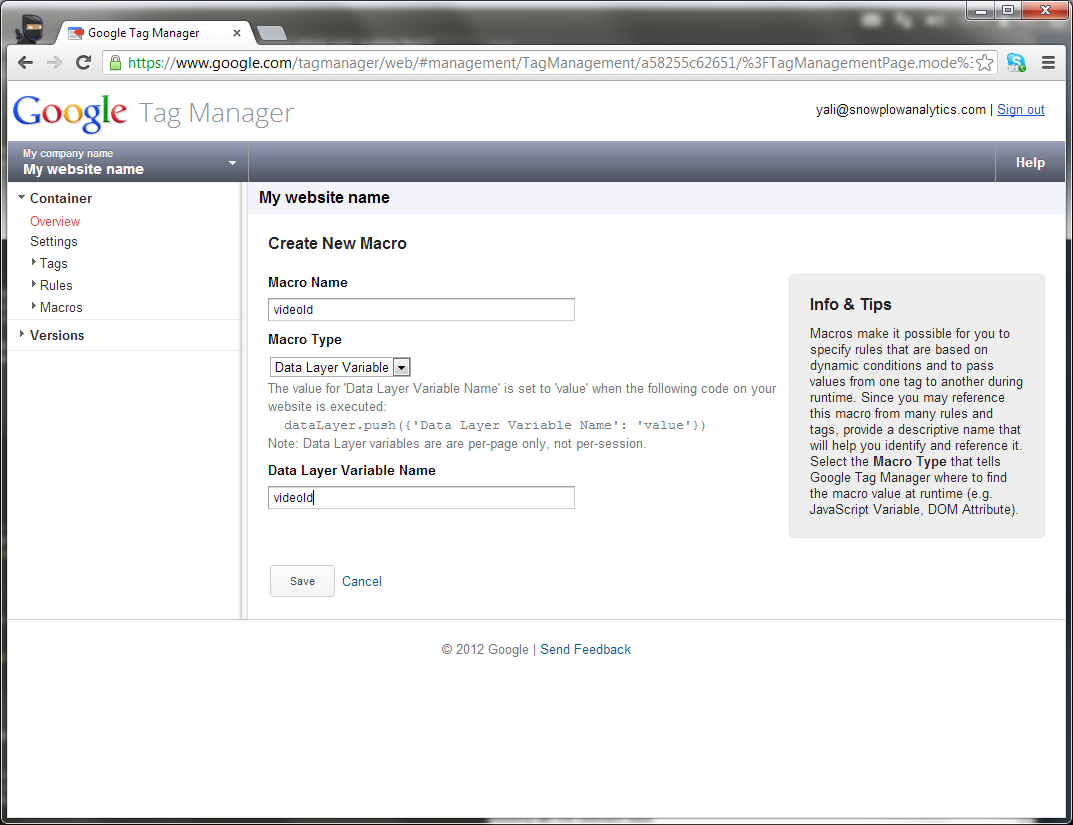 Google Tag Manager
https://www.google.com/tagmanager/web/#management/TagManagement/a58255c62651/%3FTagManagementPage.mode%3
Google Tag Manager
yali@snowplowanalytics.com | Sign out
My company name
My website name
Help
Container
Overview
Settings
Tags
Rules
Macros
Versions
My website name
Create New Macro
Macro Name
videoId
Macro Type
Data Layer Variable
The value for 'Data Layer Variable Name' is set to 'value' when the following code on your
website is executed:
dataLayer.push({'Data Layer Variable Name': 'value'})
Note: Data Layer variables are are per-page only, not per-session.
Data Layer Variable Name
videoId
Save Cancel
Info & Tips
Macros make it possible for you to
specify rules that are based on
dynamic conditions and to pass
values from one tag to another during
runtime. Since you may reference
this macro from many rules and
tags, provide a descriptive name that
will help you identify and reference it.
Select the Macro Type that tells
Google Tag Manager where to find
the macro value at runtime (e.g.
JavaScript Variable, DOM Attribute).
© 2012 Google | Send Feedback